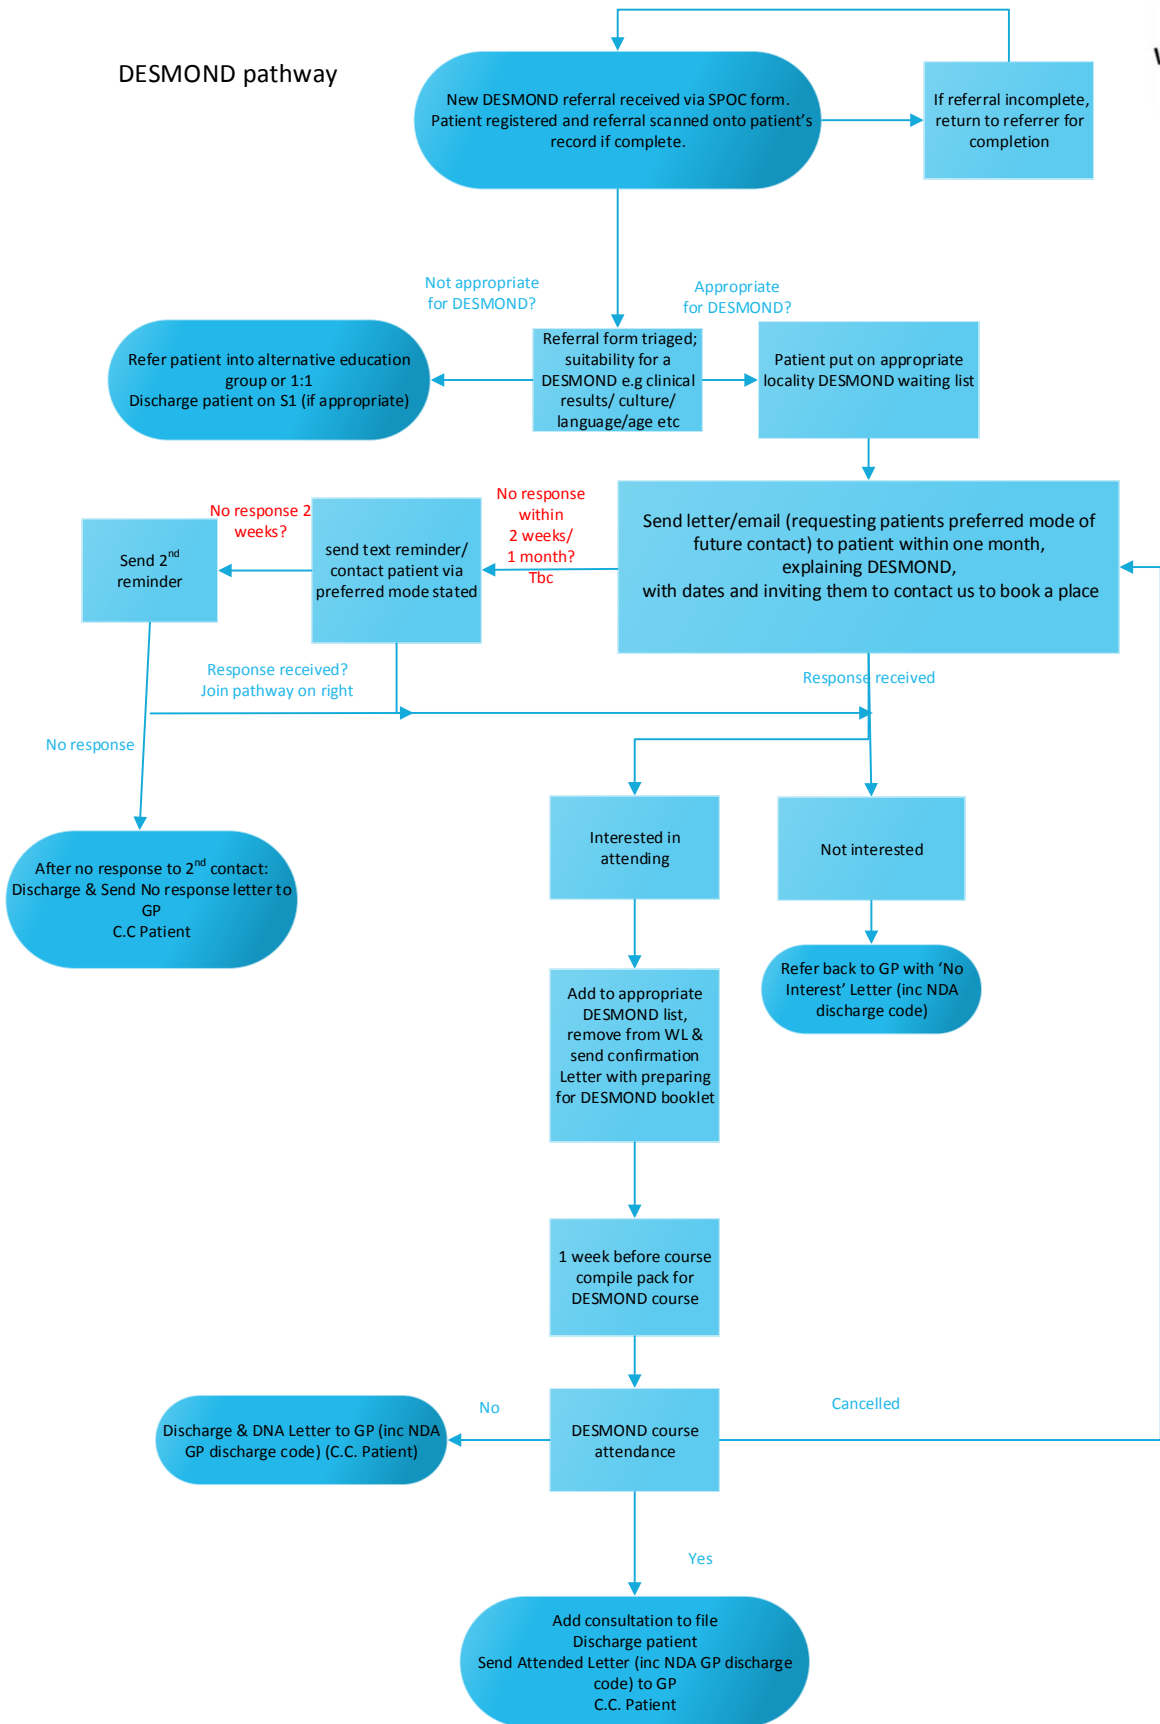 DESMOND pathway
New DESMOND referral received via SPOC form.
Patient registered and referral scanned onto patient's
record if complete.
If referral incomplete,
return to referrer for
completion
Not appropriate
for DESMOND?
Appropriate
for DESMOND?
Refer patient into alternative education
group or 1:1
Discharge patient on S1 (if appropriate)
Referral form triaged;
suitability for a
DESMOND e.g clinical
results/ culture/
language/age etc
Patient put on appropriate
locality DESMOND waiting list
Send 2nd
reminder
No response 2
weeks?
send text reminder/
contact patient via
preferred mode stated
No response
within
2 weeks/
1 month?
Tbc
Send letter/email (requesting patients preferred mode of
future contact) to patient within one month,
explaining DESMOND,
with dates and inviting them to contact us to book a place
Response received?
Join pathway on right
Response received
No response
After no response to 2nd contact:
Discharge & Send No response letter to
GP
C.C Patient
Interested in
attending
Not interested
Refer back to GP with ‘No
Interest’ Letter (inc NDA
discharge code)
Add to appropriate
DESMOND list,
remove from WL &
send confirmation
Letter with preparing
for DESMOND booklet
1 week before course
compile pack for
DESMOND course
Discharge & DNA Letter to GP (inc NDA
GP discharge code) (C.C. Patient)
No
DESMOND course
attendance
Cancelled
Yes
Add consultation to file
Discharge patient
Send Attended Letter (inc NDA GP discharge
code) to GP
C.C. Patient